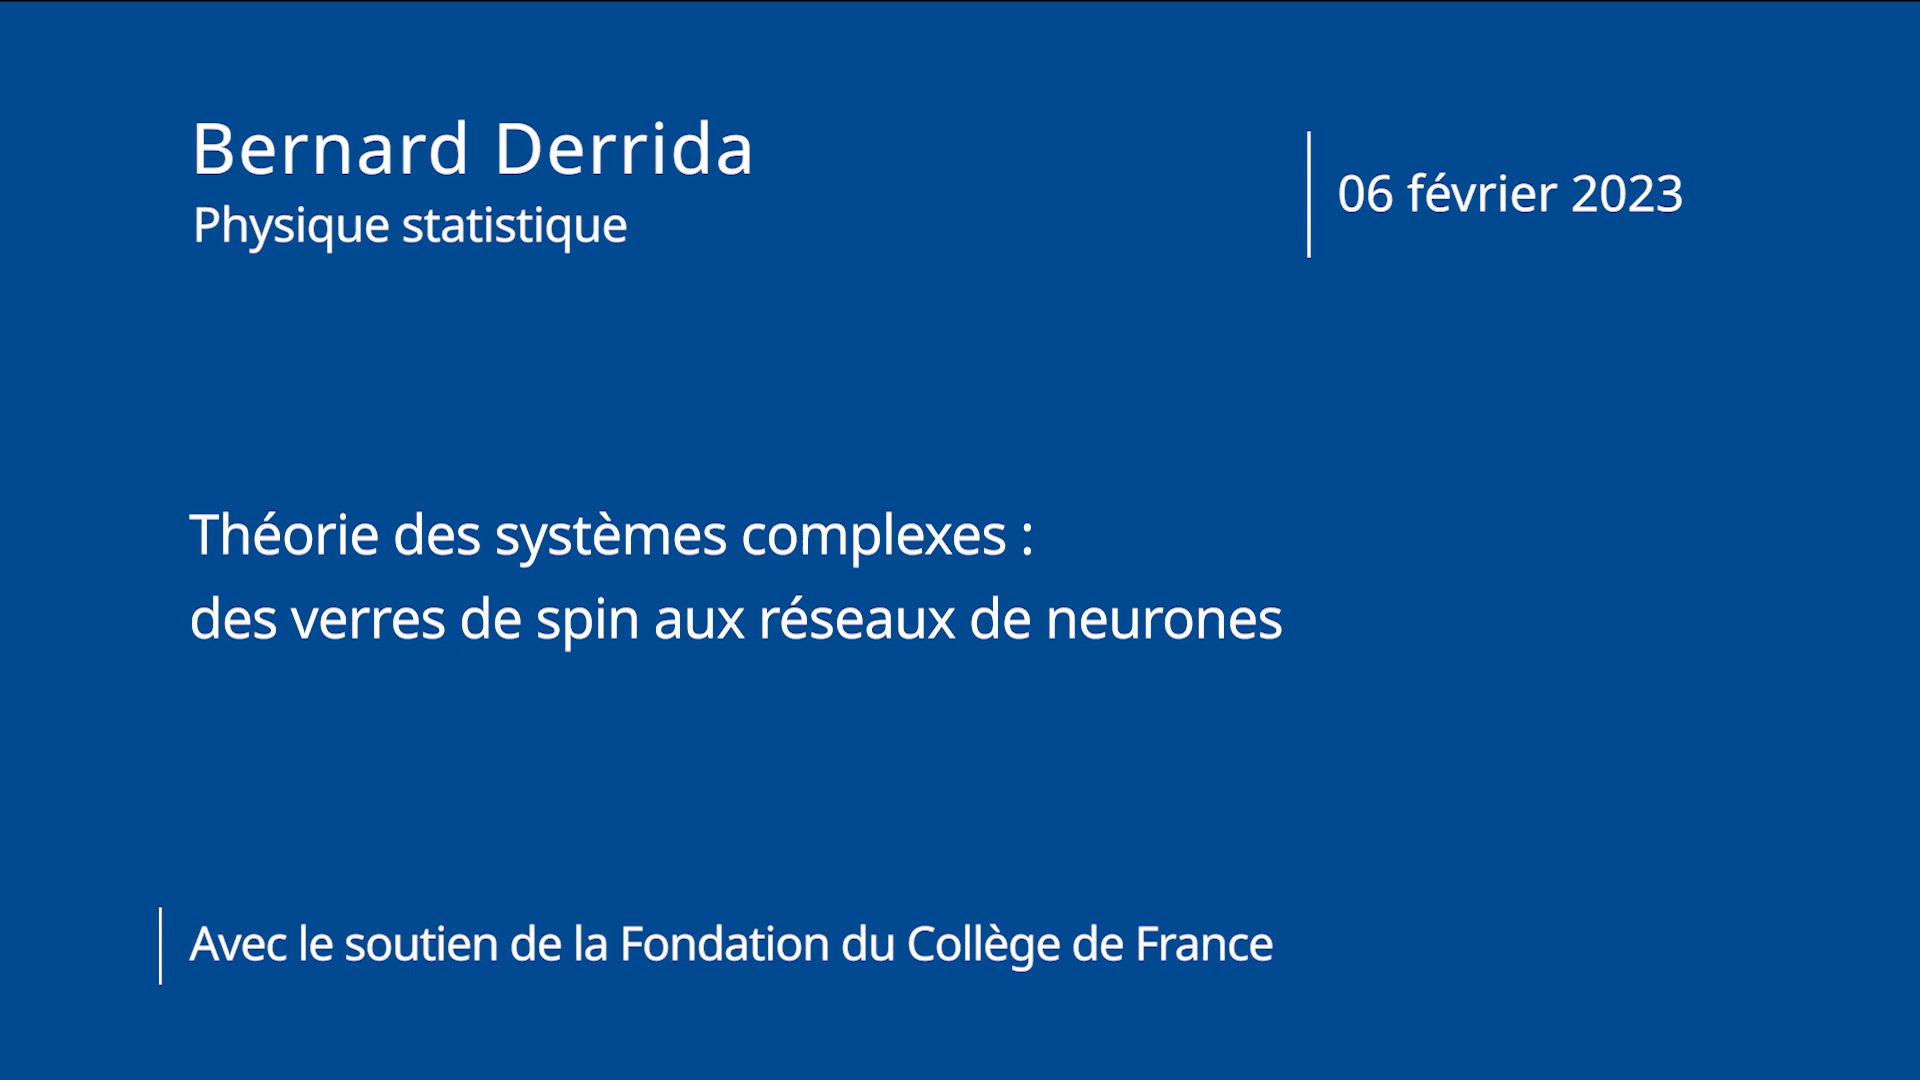 Bernard Derrida
Physique statistique
06 février 2023
Théorie des systèmes complexes :
des verres de spin aux réseaux de neurones
Avec le soutien de la Fondation du Collège de France